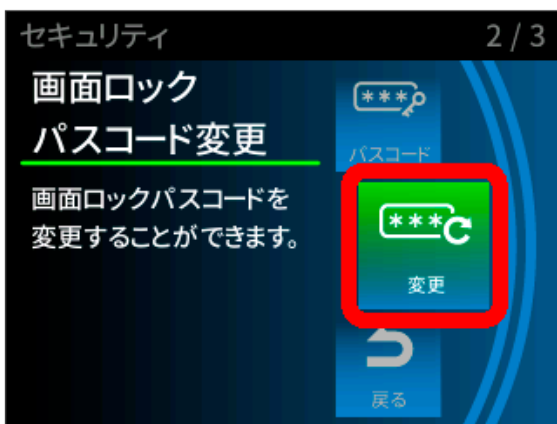 セキュリティ 2 / 3
画面ロック
パスコード変更
画面ロックパスコードを
変更することができます。
***
パスコード
***
変更
戻る